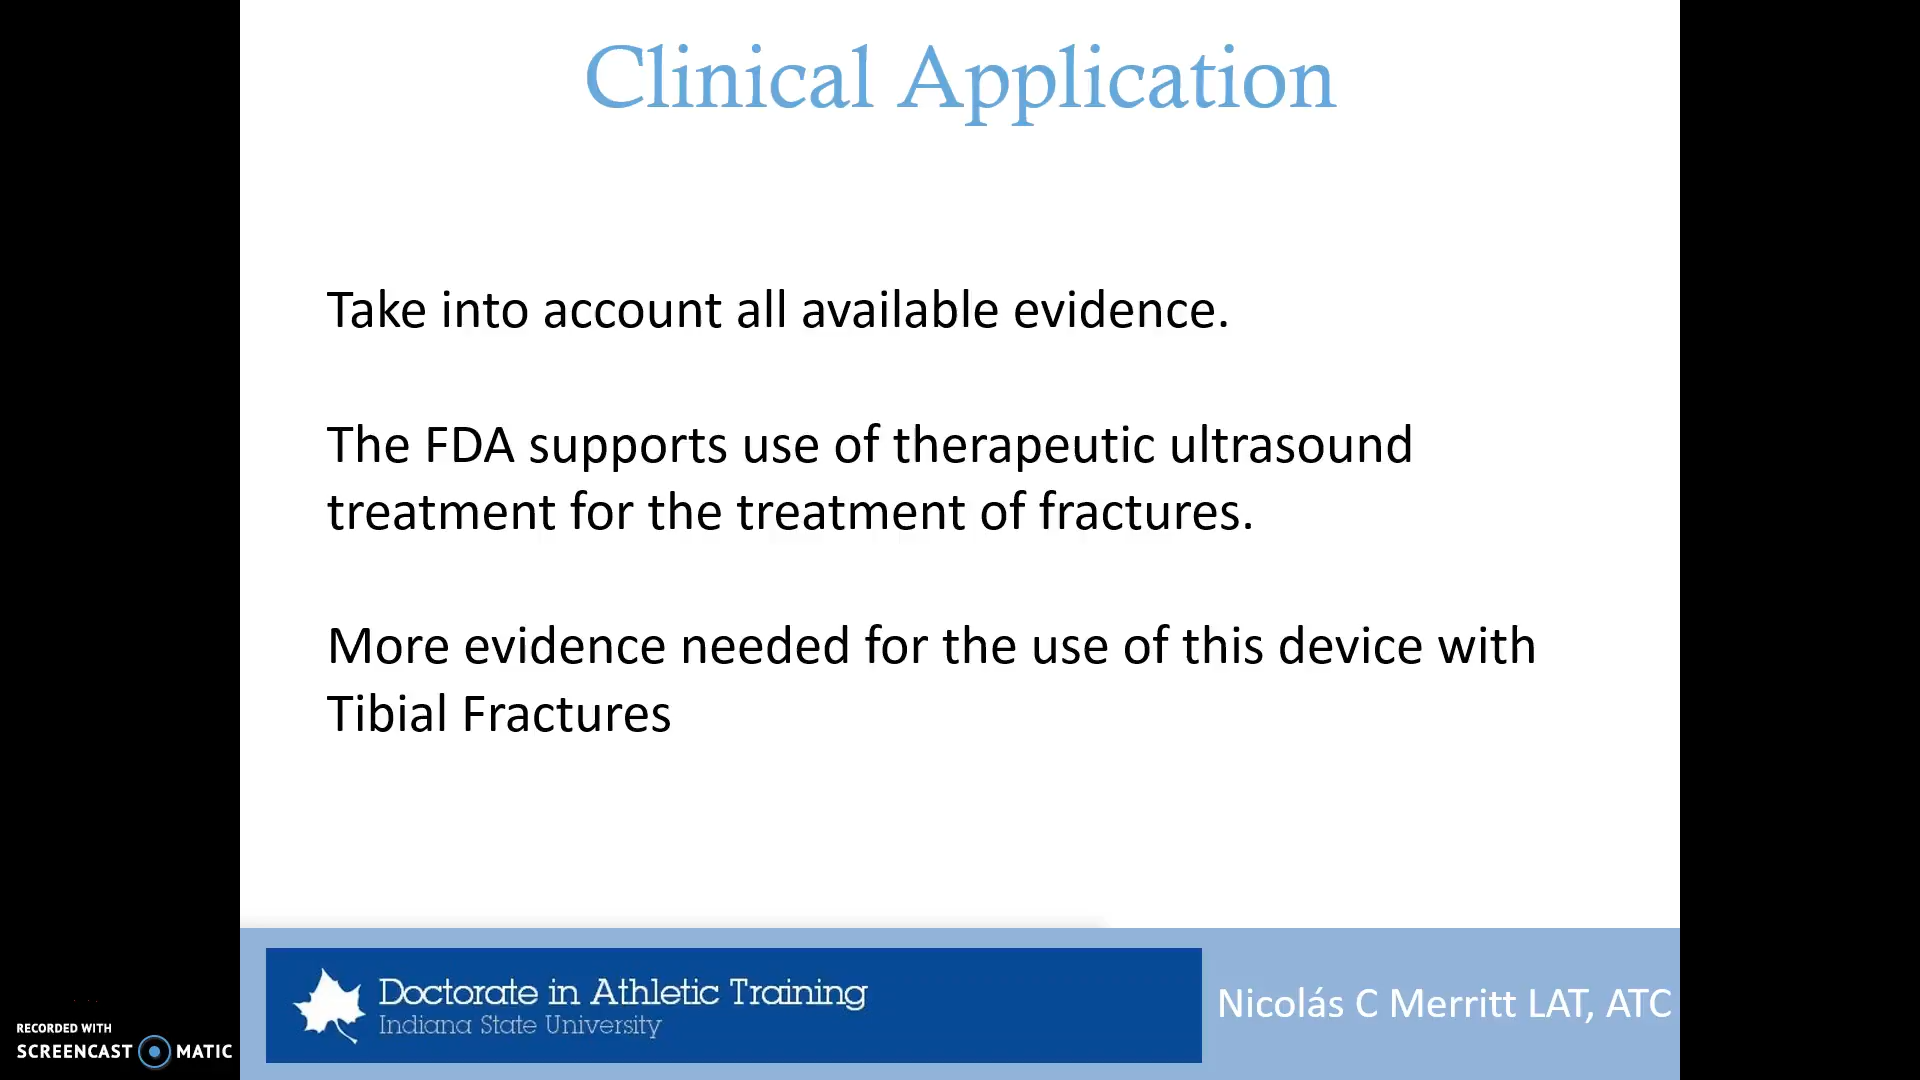 Clinical Application
Take into account all available evidence.
The FDA supports use of therapeutic ultrasound
treatment for the treatment of fractures.
More evidence needed for the use of this device with
Tibial Fractures
Doctorate in Athletic Training
Indiana State University
Nicolás C Merritt LAT, ATC
RECORDED WITH
SCREENCAST MATIC